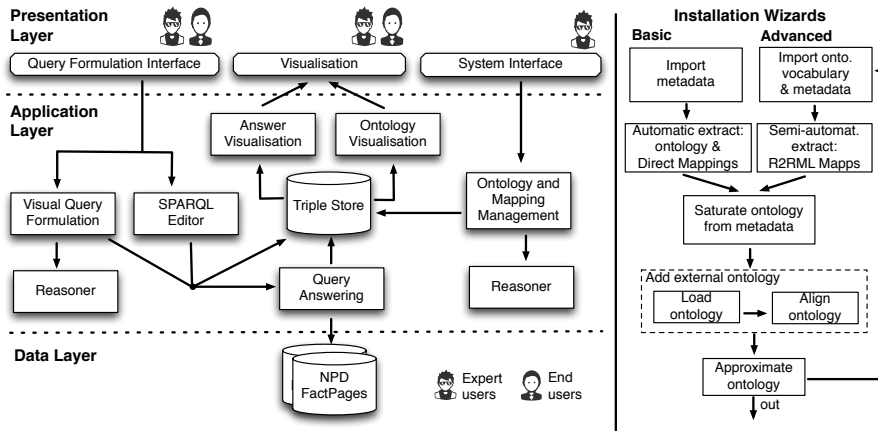 Presentation
Layer
Query Formulation Interface
Visualisation
System Interface
Application
Layer
Answer
Visualisation
Ontology
Visualisation
Visual Query
Formulation
SPARQL
Editor
Triple Store
Ontology and
Mapping
Management
Reasoner
Query
Answering
Reasoner
Data Layer
NPD
FactPages
Expert
users
End
users
Installation Wizards
Basic
Advanced
Import
metadata
Import onto.
vocabulary
& metadata
Automatic extract:
ontology &
Direct Mappings
Semi-automat.
extract:
R2RML Mapps
Saturate ontology
from metadata
Add external ontology
Load
ontology
Align
ontology
Approximate
ontology
out